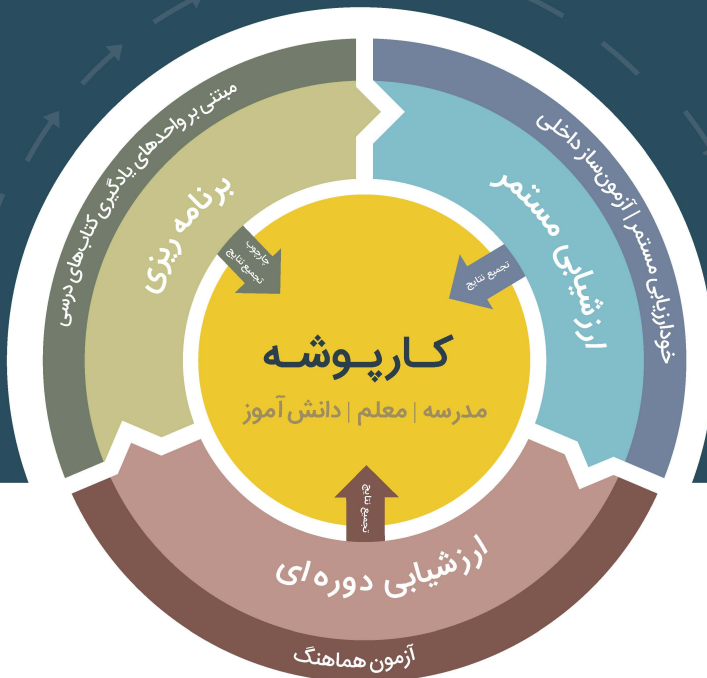 مبتنی بر واحدهای یادگیری کتاب‌های درسی
برنامه ریزی
چارچوب
تجمیع نتایج
خودارزیابی مستمر | آزمون‌ساز داخلی
ارزشیابی مستمر
تجمیع نتایج
کارپوشه
مدرسه | معلم | دانش آموز
تجمیع نتایج
ارزشیابی دوره ای
آزمون هماهنگ